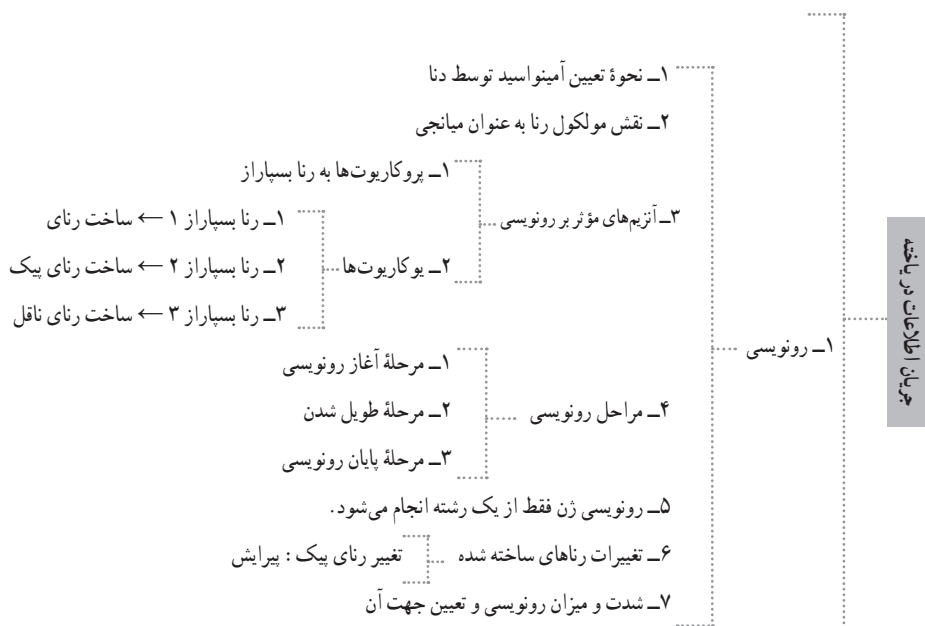 جریان اطلاعات در یاخته
۱ــ رونویسی
۱ــ نحوۀ تعیین آمینواسید توسط دنا
۲ــ نقش مولکول رنا به عنوان میانجی
۳ــ آنزیم‌های مؤثر بر رونویسی
۱ــ پروکاریوت‌ها به رنا بسپاراز
۲ــ یوکاریوت‌ها
۱ــ رنا بسپاراز ۱ ← ساخت رنای
۲ــ رنا بسپاراز ۲ ← ساخت رنای پیک
۳ــ رنا بسپاراز ۳ ← ساخت رنای ناقل
۴ــ مراحل رونویسی
۱ــ مرحلۀ آغاز رونویسی
۲ــ مرحلۀ طویل شدن
۳ــ مرحلۀ پایان رونویسی
۵ــ رونویسی ژن فقط از یک رشته انجام می‌شود.
۶ــ تغییرات رناهای ساخته شده
تغییر رنای پیک : پیرایش
۷ــ شدت و میزان رونویسی و تعیین جهت آن